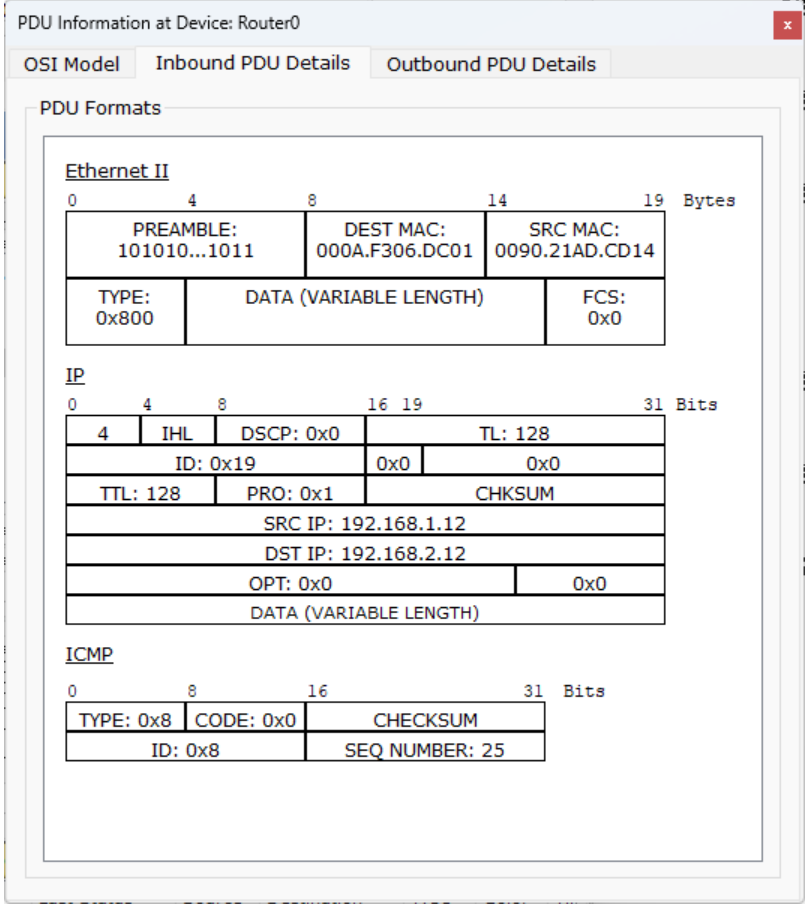 PDU Information at Device: Router0
x
OSI Model Inbound PDU Details Outbound PDU Details
PDU Formats
Ethernet II
0 4 8 14 19 Bytes
PREAMBLE: DEST MAC: SRC MAC:
101010...1011 000A.F306.DC01 0090.21AD.CD14
TYPE: DATA (VARIABLE LENGTH) FCS:
0x800 0x0
IP
0 4 8 16 19 31 Bits
4 IHL DSCP: 0x0 TL: 128
ID: 0x19 0x0 0x0
TTL: 128 PRO: 0x1 CHKSUM
SRC IP: 192.168.1.12
DST IP: 192.168.2.12
OPT: 0x0 0x0
DATA (VARIABLE LENGTH)
ICMP
0 8 16 31 Bits
TYPE: 0x8 CODE: 0x0 CHECKSUM
ID: 0x8 SEQ NUMBER: 25